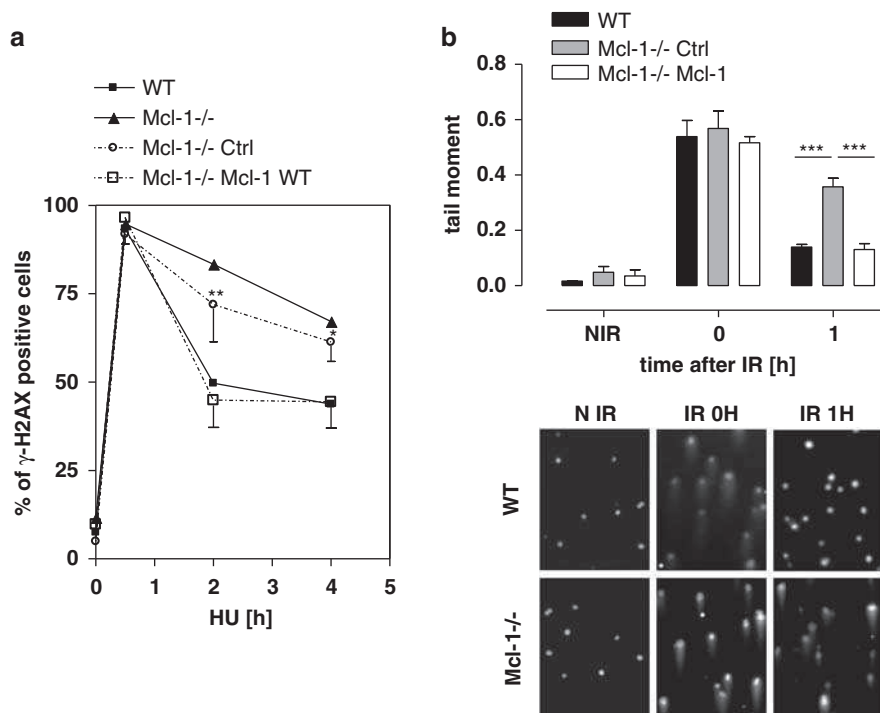 a
WT
Mcl-1-/-
Mcl-1-/- Ctrl
Mcl-1-/- Mcl-1 WT
% of γ-H2AX positive cells
100
75
50
25
0
**
*
0 1 2 3 4 5
HU [h]
b
WT
Mcl-1-/- Ctrl
Mcl-1-/- Mcl-1
tail moment
0.8
0.6
0.4
0.2
0.0
*** ***
NIR 0 1
time after IR [h]
N IR IR 0H IR 1H
WT
Mcl-1-/-